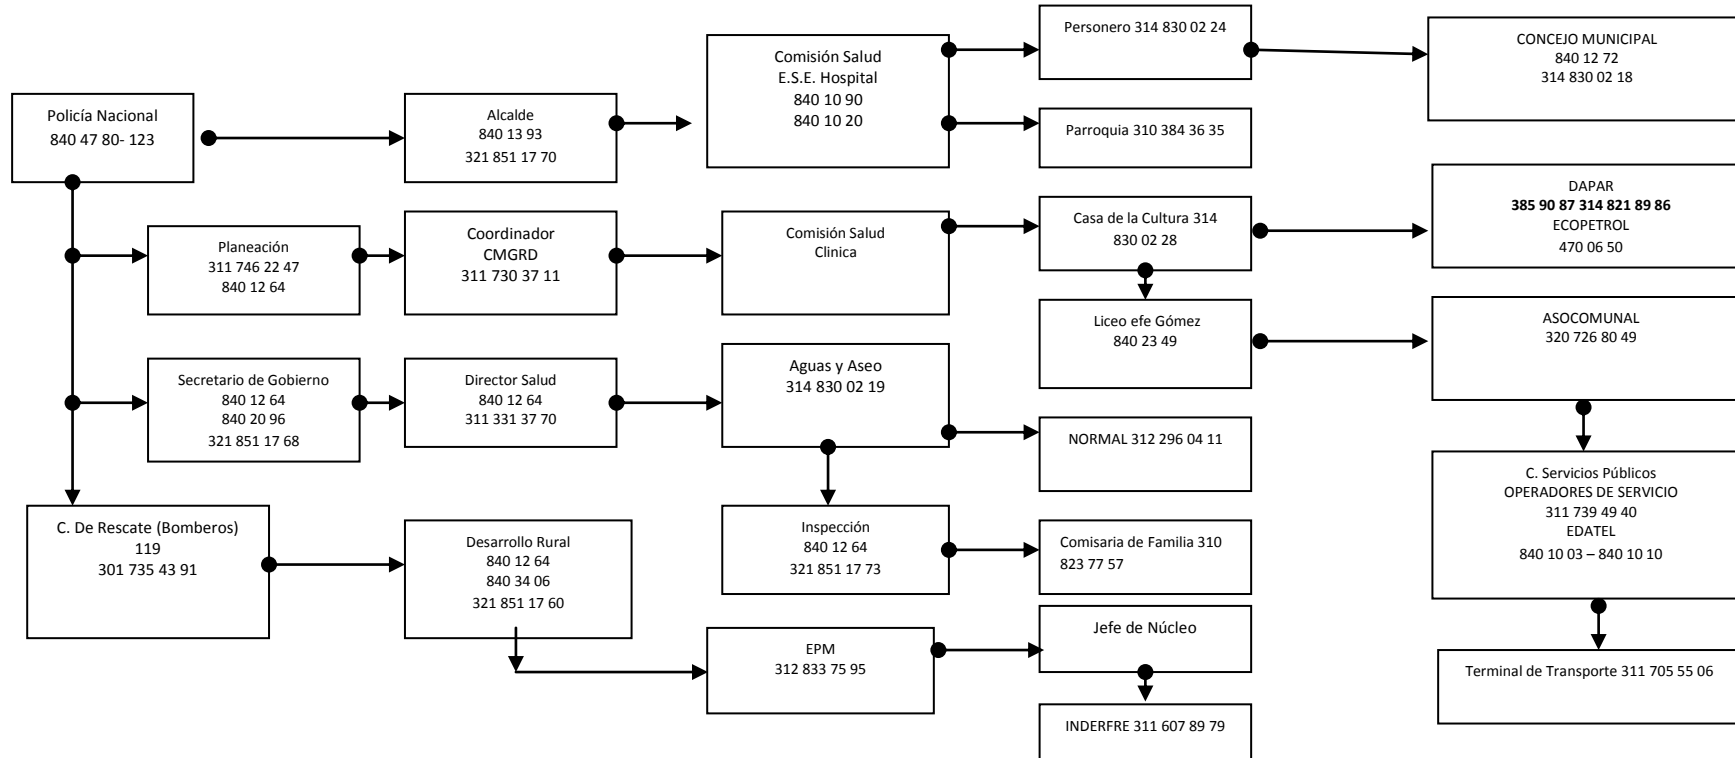 Policía Nacional
840 47 80- 123
Alcalde
840 13 93
321 851 17 70
Comisión Salud
E.S.E. Hospital
840 10 90
840 10 20
Personero 314 830 02 24
CONCEJO MUNICIPAL
840 12 72
314 830 02 18
Parroquia 310 384 36 35
Planeación
311 746 22 47
840 12 64
Coordinador
CMGRD
311 730 37 11
Comisión Salud
Clinica
Casa de la Cultura 314
830 02 28
DAPAR
385 90 87 314 821 89 86
ECOPETROL
470 06 50
Liceo efe Gómez
840 23 49
ASOCOMUNAL
320 726 80 49
Secretario de Gobierno
840 12 64
840 20 96
321 851 17 68
Director Salud
840 12 64
311 331 37 70
Aguas y Aseo
314 830 02 19
NORMAL 312 296 04 11
C. De Rescate (Bomberos)
119
301 735 43 91
Desarrollo Rural
840 12 64
840 34 06
321 851 17 60
Inspección
840 12 64
321 851 17 73
Comisaria de Familia 310
823 77 57
C. Servicios Públicos
OPERADORES DE SERVICIO
311 739 49 40
EDATEL
840 10 03 – 840 10 10
EPM
312 833 75 95
Jefe de Núcleo
INDERFRE 311 607 89 79
Terminal de Transporte 311 705 55 06